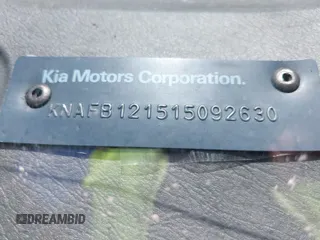 Kia Motors Corporation.
KNAFB121515092630
DREAMBID